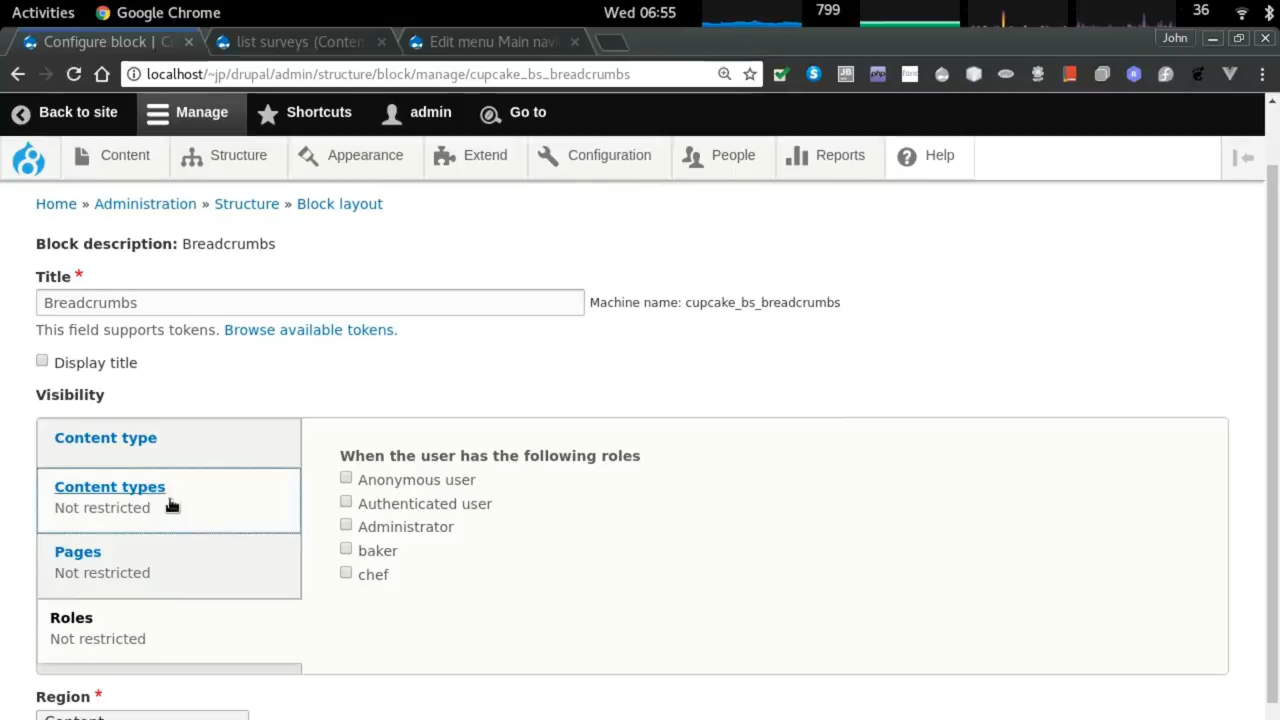 Activities Google Chrome Wed 06:55 799 36
Configure block | C list surveys (Conten Edit menu Main nav John
localhost/~jp/drupal/admin/structure/block/manage/cupcake_bs_breadcrumbs
Back to site Manage Shortcuts admin Go to
Content Structure Appearance Extend Configuration People Reports Help
Home » Administration » Structure » Block layout
Block description: Breadcrumbs
Title *
Breadcrumbs Machine name: cupcake_bs_breadcrumbs
This field supports tokens. Browse available tokens.
Display title
Visibility
Content type
Content types
Not restricted
Pages
Not restricted
Roles
Not restricted
When the user has the following roles
Anonymous user
Authenticated user
Administrator
baker
chef
Region *
Content